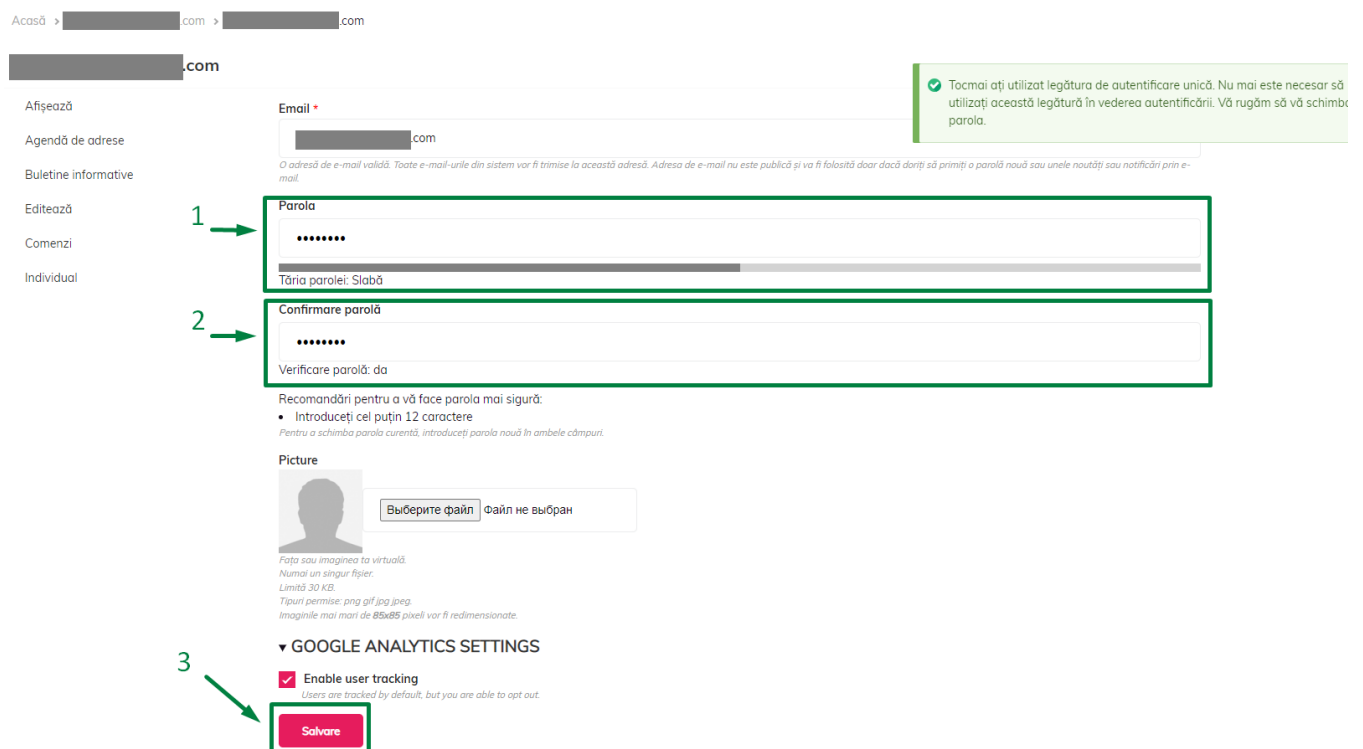 Acasă > .com > .com
.com
Tocmai ați utilizat legătura de autentificare unică. Nu mai este necesar să
utilizați această legătură în vederea autentificării. Vă rugăm să vă schimba
parola.
Afișează
Agendă de adrese
Buletine informative
Editează
Comenzi
Individual
Email *
.com
O adresă de e-mail validă. Toate e-mail-urile din sistem vor fi trimise la această adresă. Adresa de e-mail nu este publică și va fi folosită doar dacă doriți să primiți o parolă nouă sau unele noutăți sau notificări prin e-
mail.
1
Parola
••••••••
Tăria parolei: Slabă
2
Confirmare parolă
••••••••
Verificare parolă: da
Recomandări pentru a vă face parola mai sigură:
• Introduceți cel puțin 12 caractere
Pentru a schimba parola curentă, introduceți parola nouă în ambele câmpuri.
Picture
Выберите файл Файл не выбран
Fața sau imaginea ta virtuală.
Numai un singur fișier.
Limită 30 KB.
Tipuri permise: png gif jpg jpeg.
Imaginile mai mari de 85x85 pixeli vor fi redimensionate.
▾ GOOGLE ANALYTICS SETTINGS
3
Enable user tracking
Users are tracked by default, but you are able to opt out.
Salvare